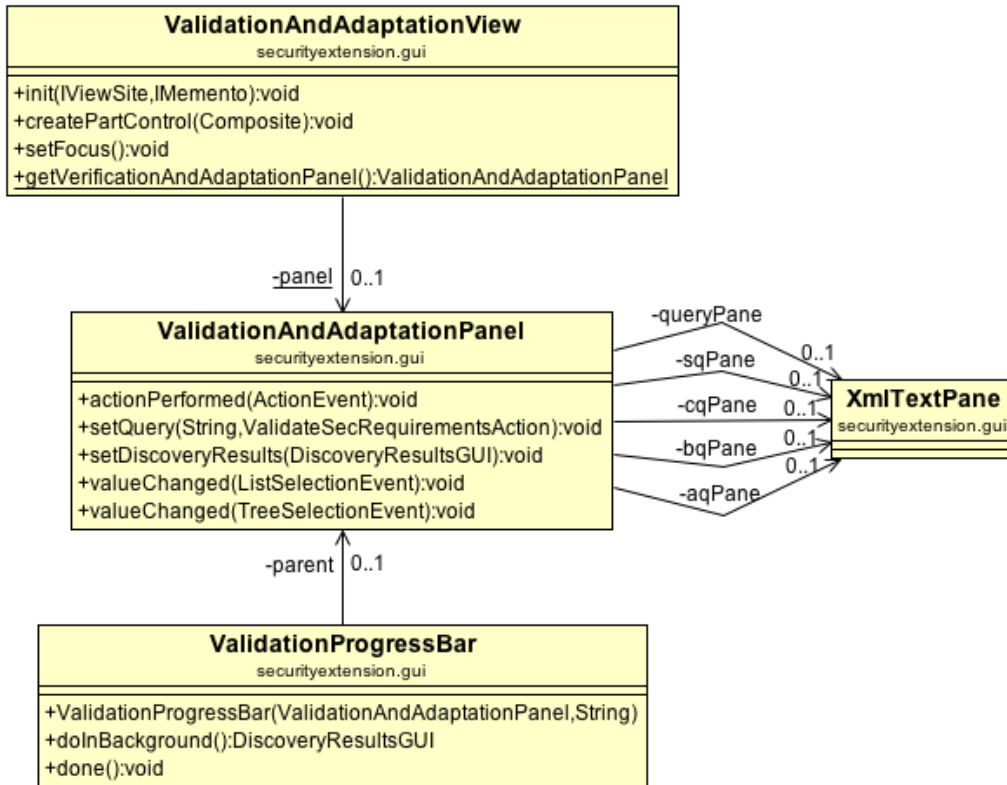 ValidationAndAdaptationView
securityextension.gui
+init(IViewSite,IMemento):void
+createPartControl(Composite):void
+setFocus():void
+getVerificationAndAdaptationPanel():ValidationAndAdaptationPanel
-panel 0..1
ValidationAndAdaptationPanel
securityextension.gui
+actionPerformed(ActionEvent):void
+setQuery(String,ValidateSecRequirementsAction):void
+setDiscoveryResults(DiscoveryResultsGUI):void
+valueChanged(ListSelectionEvent):void
+valueChanged(TreeSelectionEvent):void
-queryPane 0..1
-sqPane 0..1
-cqPane 0..1
-bqPane 0..1
-aqPane 0..1
XmlTextPane
securityextension.gui
-parent 0..1
ValidationProgressBar
securityextension.gui
+ValidationProgressBar(ValidationAndAdaptationPanel,String)
+doInBackground():DiscoveryResultsGUI
+done():void